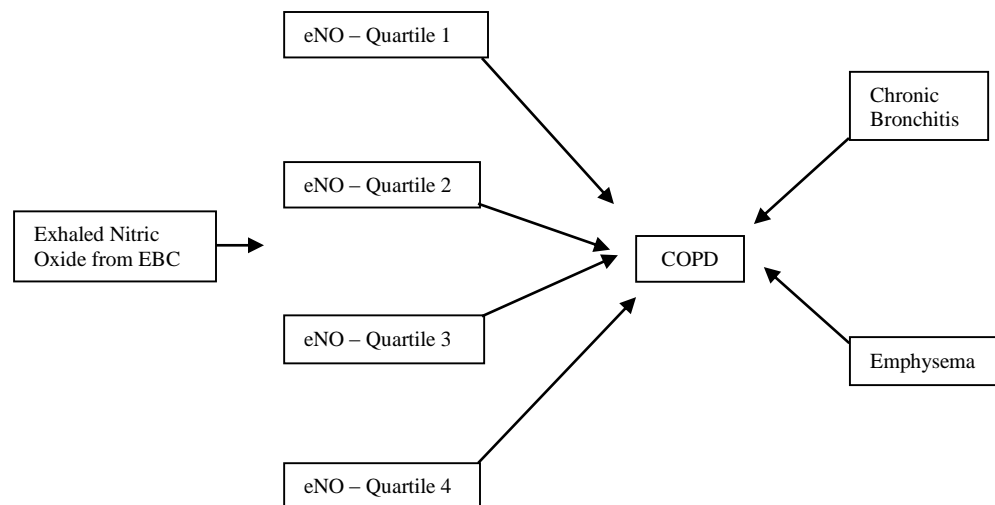 eNO – Quartile 1
Chronic
Bronchitis
eNO – Quartile 2
Exhaled Nitric
Oxide from EBC
COPD
eNO – Quartile 3
Emphysema
eNO – Quartile 4